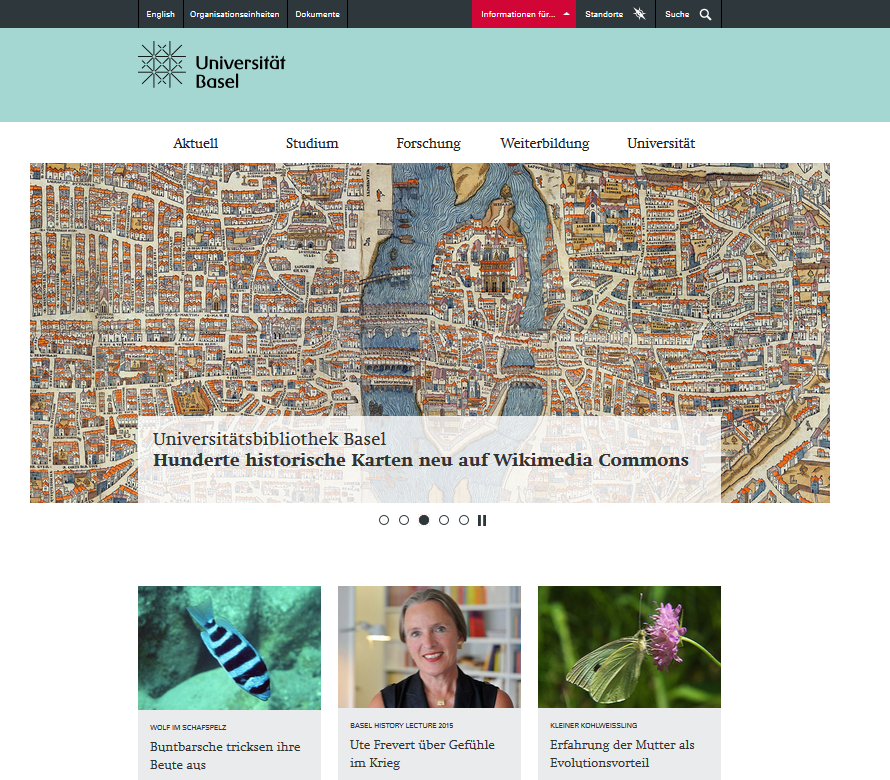 English Organisationseinheiten Dokumente Informationen für... Standorte Suche
Universität
Basel
Aktuell Studium Forschung Weiterbildung Universität
Universitätsbibliothek Basel
Hunderte historische Karten neu auf Wikimedia Commons
WOLF IM SCHAFSPELZ
Buntbarsche tricksen ihre
Beute aus
BASEL HISTORY LECTURE 2015
Ute Frevert über Gefühle
im Krieg
KLEINER KOHLWEISSLING
Erfahrung der Mutter als
Evolutionsvorteil